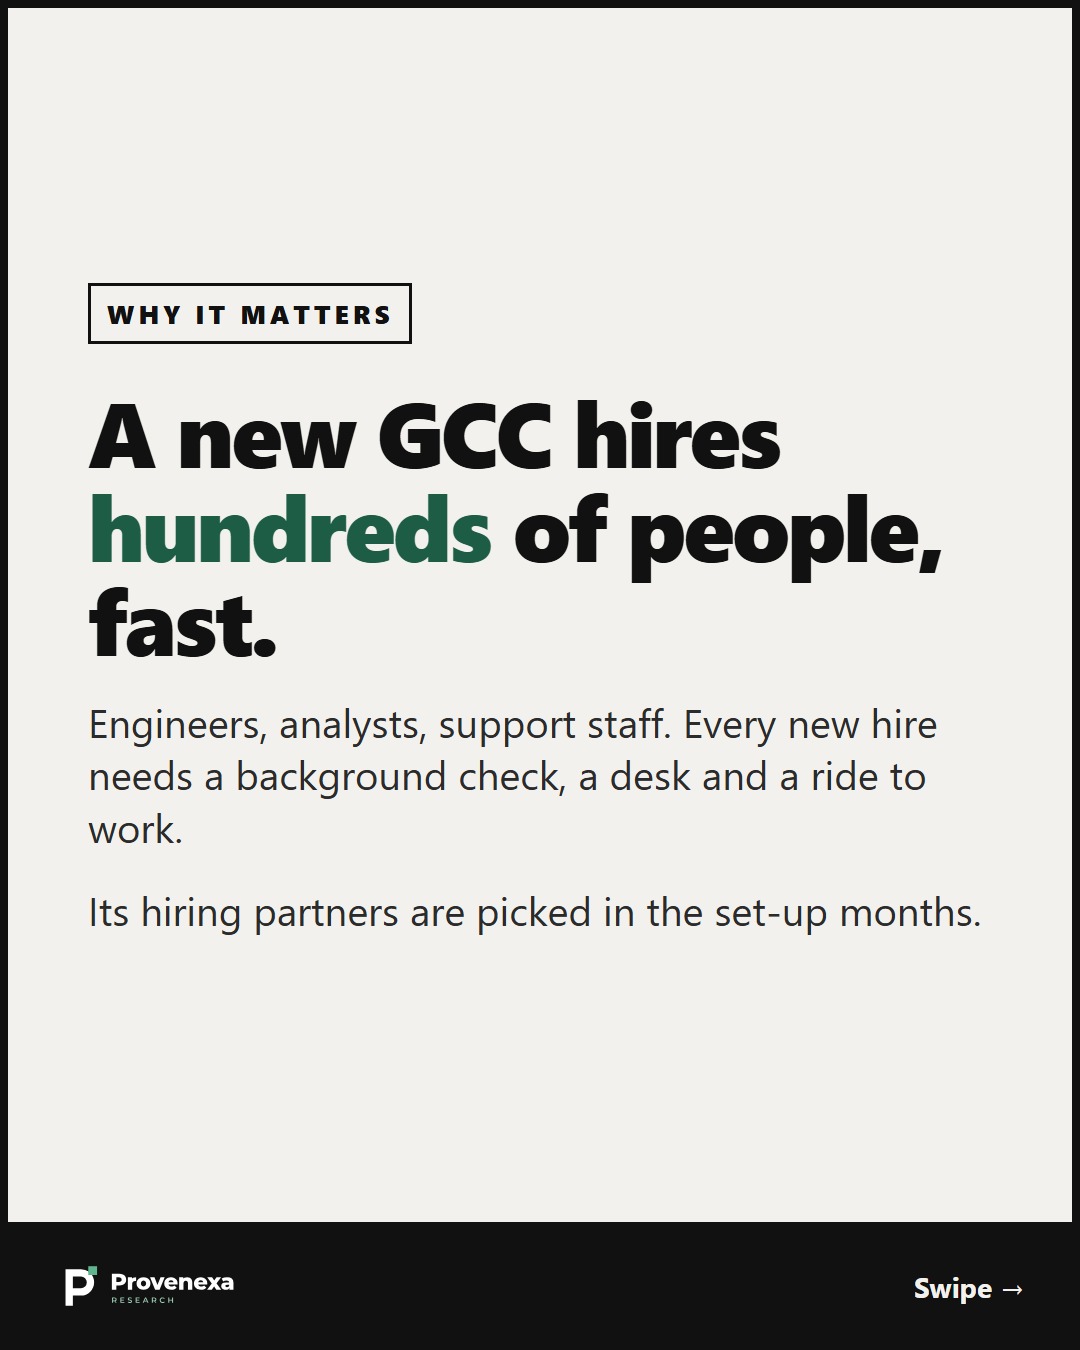 WHY IT MATTERS
A new GCC hires
hundreds of people,
fast.
Engineers, analysts, support staff. Every new hire
needs a background check, a desk and a ride to
work.
Its hiring partners are picked in the set-up months.
Provenexa
RESEARCH
Swipe →